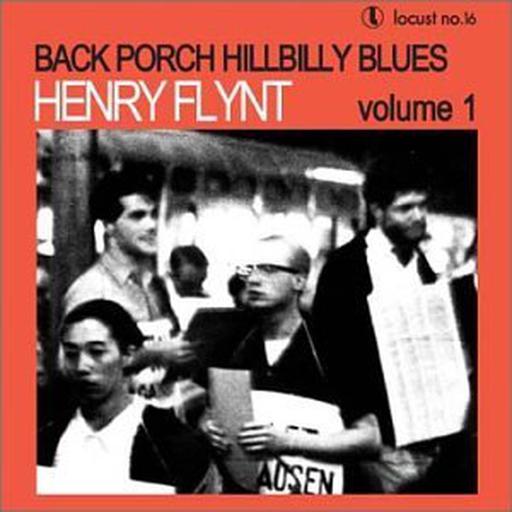 locust no.16
BACK PORCH HILLBILLY BLUES
HENRY FLYNT
volume 1
AUSEN